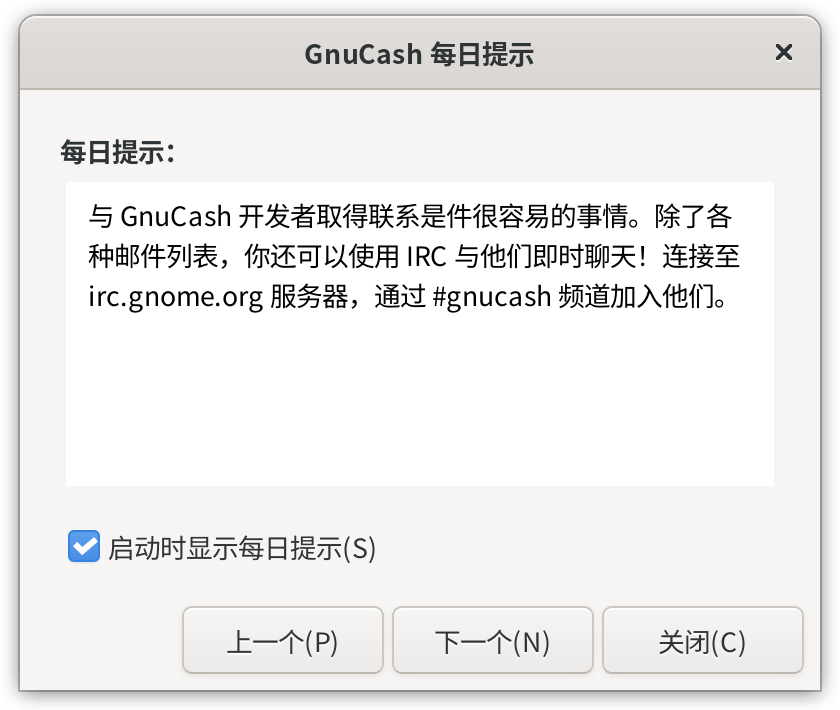 GnuCash 每日提示
每日提示：
与 GnuCash 开发者取得联系是件很容易的事情。除了各
种邮件列表，你还可以使用 IRC 与他们即时聊天！连接至
irc.gnome.org 服务器，通过 #gnucash 频道加入他们。
启动时显示每日提示(S)
上一个(P) 下一个(N) 关闭(C)